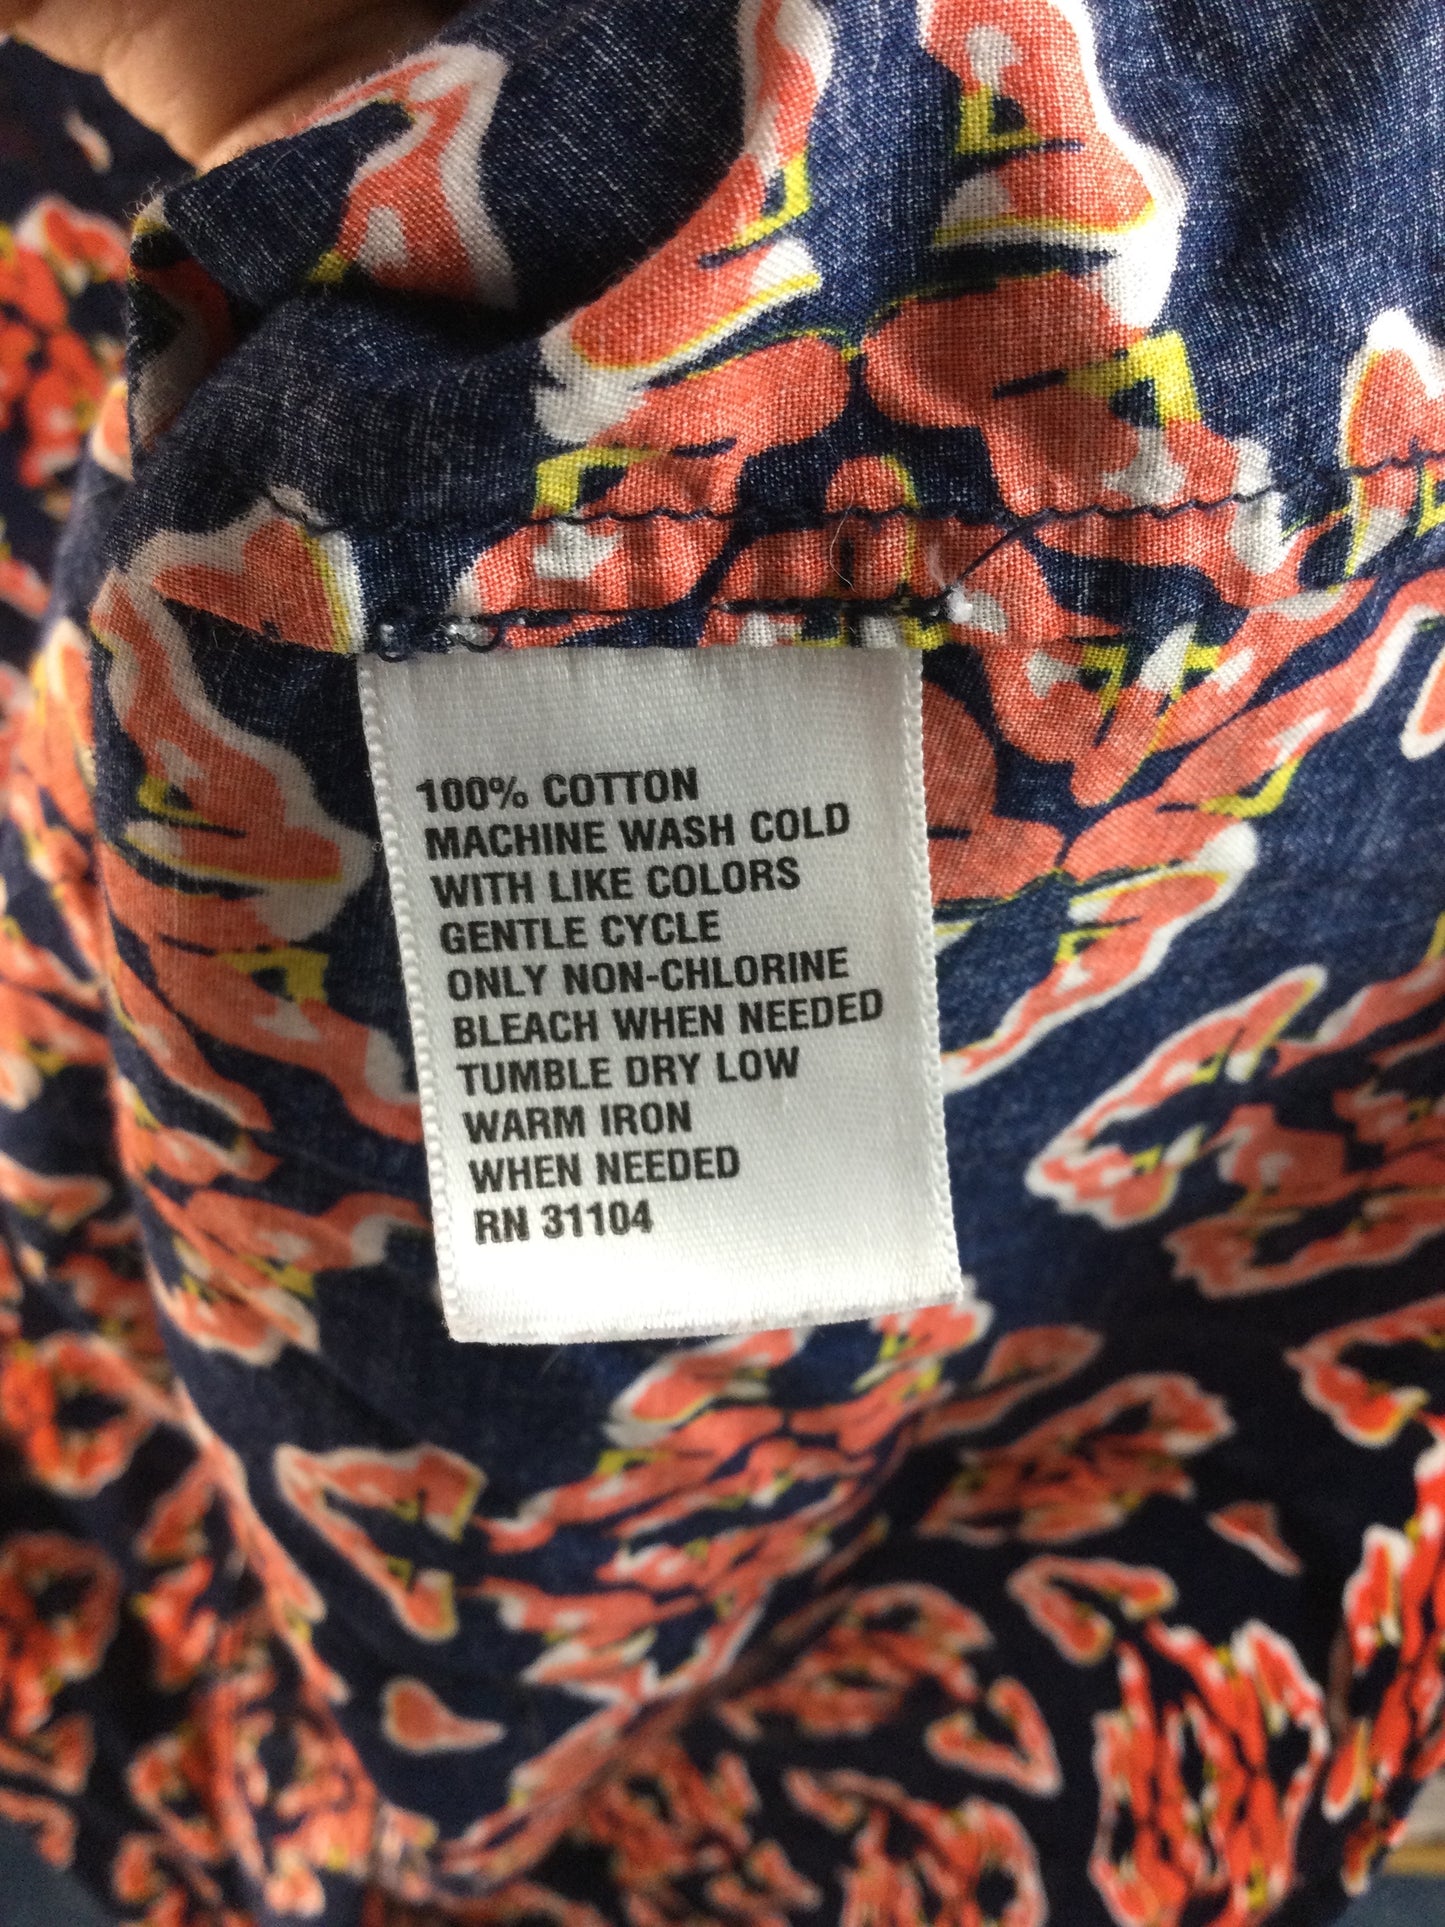 100% COTTON
MACHINE WASH COLD
WITH LIKE COLORS
GENTLE CYCLE
ONLY NON-CHLORINE
BLEACH WHEN NEEDED
TUMBLE DRY LOW
WARM IRON
WHEN NEEDED
RN 31104